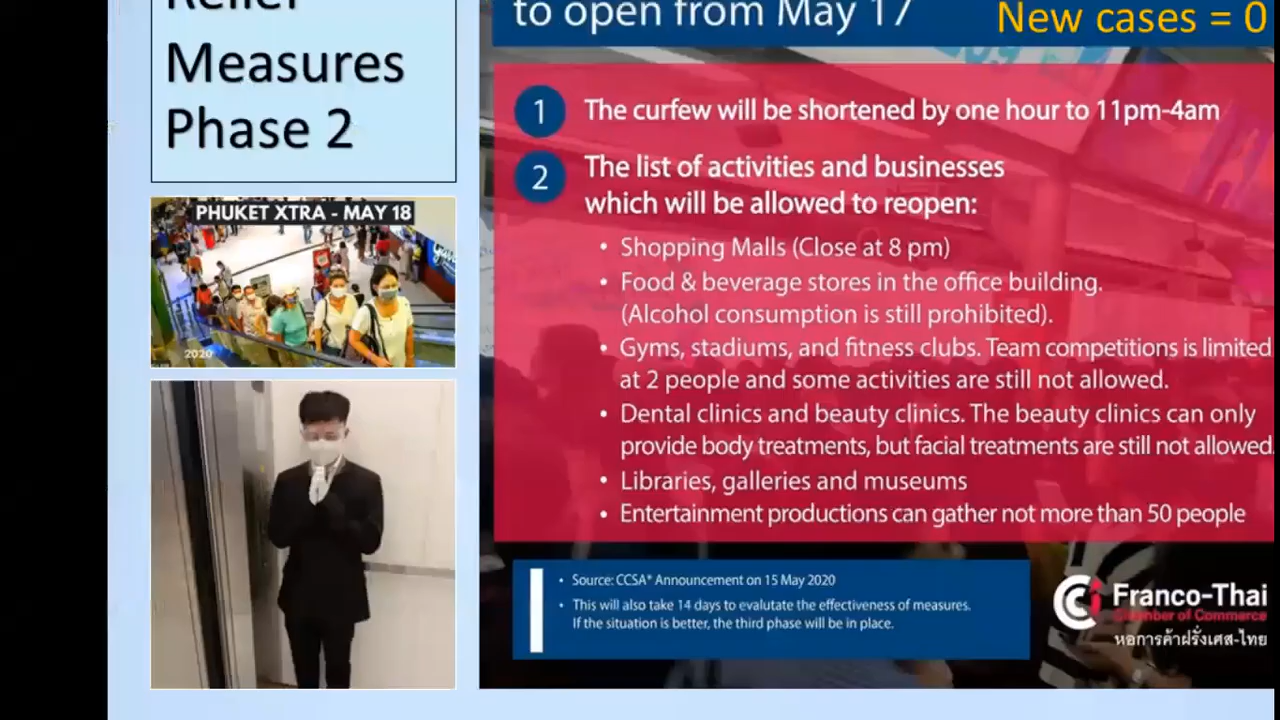 Relief
Measures
Phase 2
PHUKET XTRA - MAY 18
2020
to open from May 17
New cases = 0
1 The curfew will be shortened by one hour to 11pm-4am
2 The list of activities and businesses
which will be allowed to reopen:
• Shopping Malls (Close at 8 pm)
• Food & beverage stores in the office building.
(Alcohol consumption is still prohibited).
• Gyms, stadiums, and fitness clubs. Team competitions is limited
at 2 people and some activities are still not allowed.
• Dental clinics and beauty clinics. The beauty clinics can only
provide body treatments, but facial treatments are still not allowed.
• Libraries, galleries and museums
• Entertainment productions can gather not more than 50 people
• Source: CCSA* Announcement on 15 May 2020
• This will also take 14 days to evalutate the effectiveness of measures.
If the situation is better, the third phase will be in place.
Franco-Thai
Chamber of Commerce
หอการค้าฝรั่งเศส-ไทย